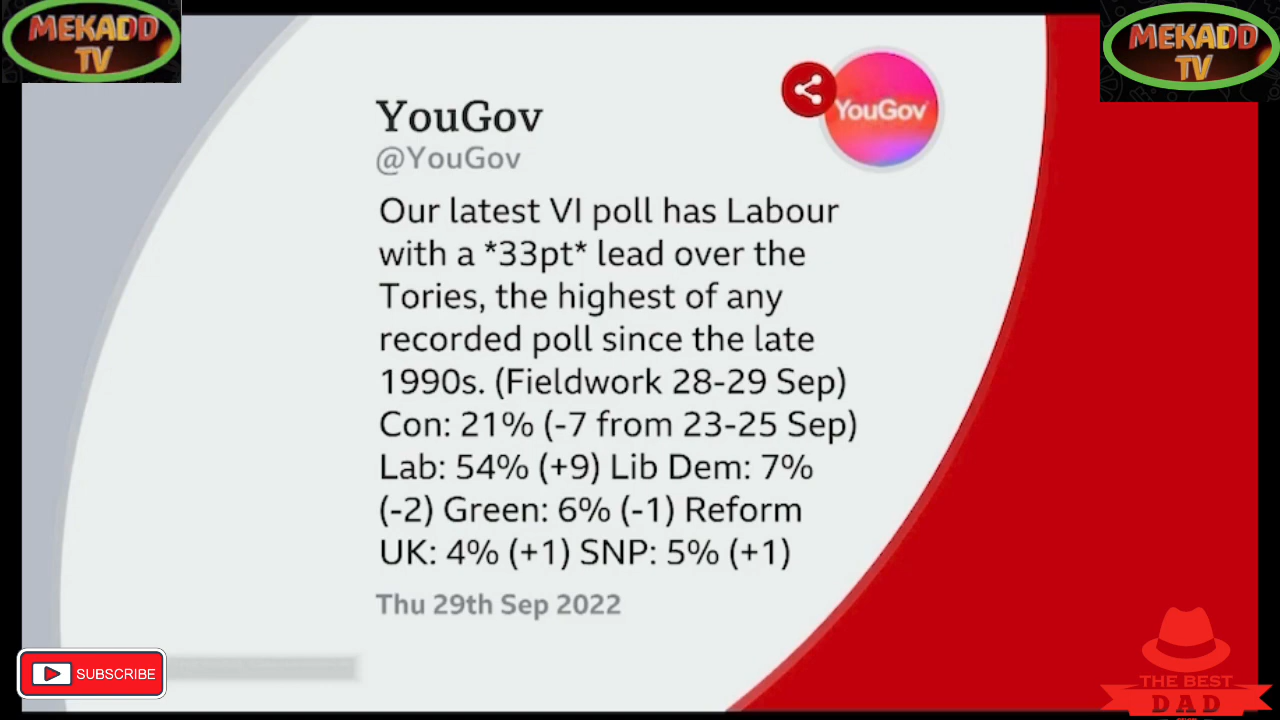 MEKADD
TV
MEKADD
TV
YouGov
YouGov
@YouGov
Our latest VI poll has Labour
with a *33pt* lead over the
Tories, the highest of any
recorded poll since the late
1990s. (Fieldwork 28-29 Sep)
Con: 21% (-7 from 23-25 Sep)
Lab: 54% (+9) Lib Dem: 7%
(-2) Green: 6% (-1) Reform
UK: 4% (+1) SNP: 5% (+1)
Thu 29th Sep 2022
SUBSCRIBE
THE BEST
DAD